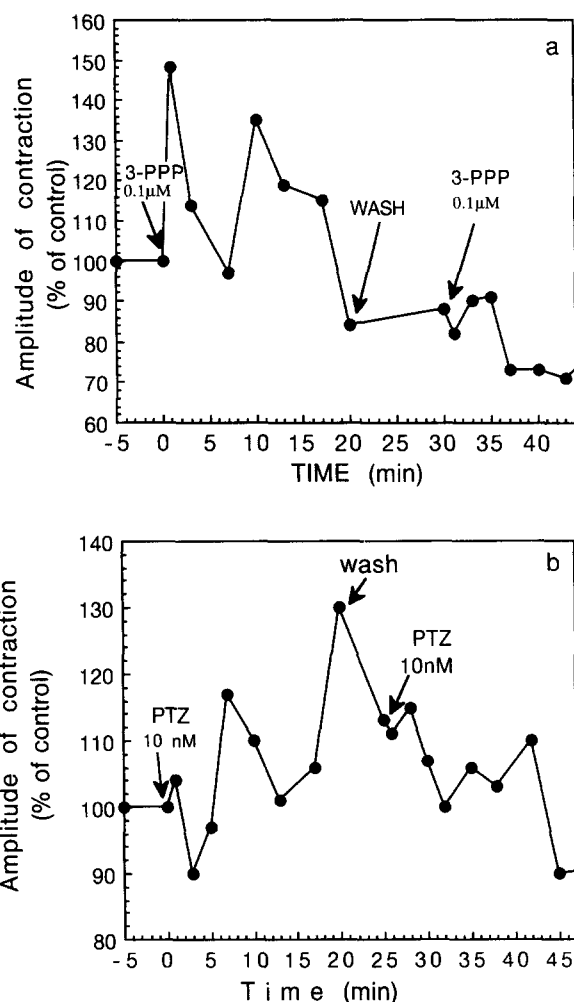 a
160
150
140
130
120
110
100
90
80
70
60
Amplitude of contraction
(% of control)
3-PPP
0.1µM
WASH
3-PPP
0.1µM
-5 0 5 10 15 20 25 30 35 40
TIME (min)
b
140
130
120
110
100
90
80
Amplitude of contraction
(% of control)
wash
PTZ
10 nM
PTZ
10nM
-5 0 5 10 15 20 25 30 35 40 45
Time (min)